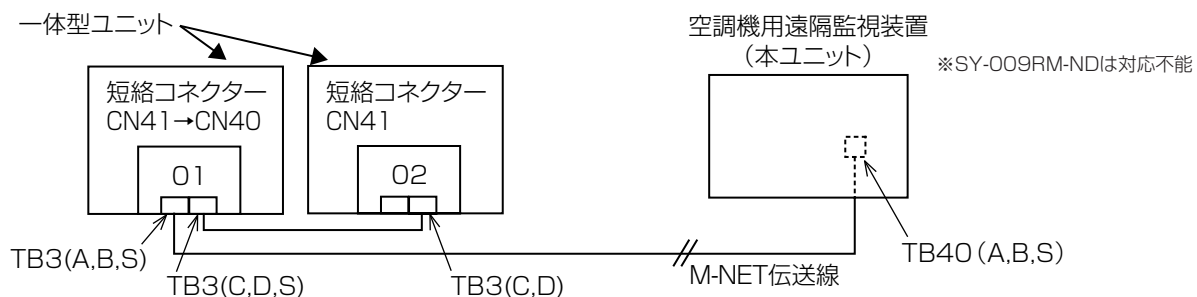 一体型ユニット
短絡コネクター
CN41→CN40
01
短絡コネクター
CN41
02
空調機用遠隔監視装置
（本ユニット）
※SY-009RM-NDは対応不能
TB3(A,B,S)
TB3(C,D,S)
TB3(C,D)
M-NET伝送線
TB40（A,B,S）